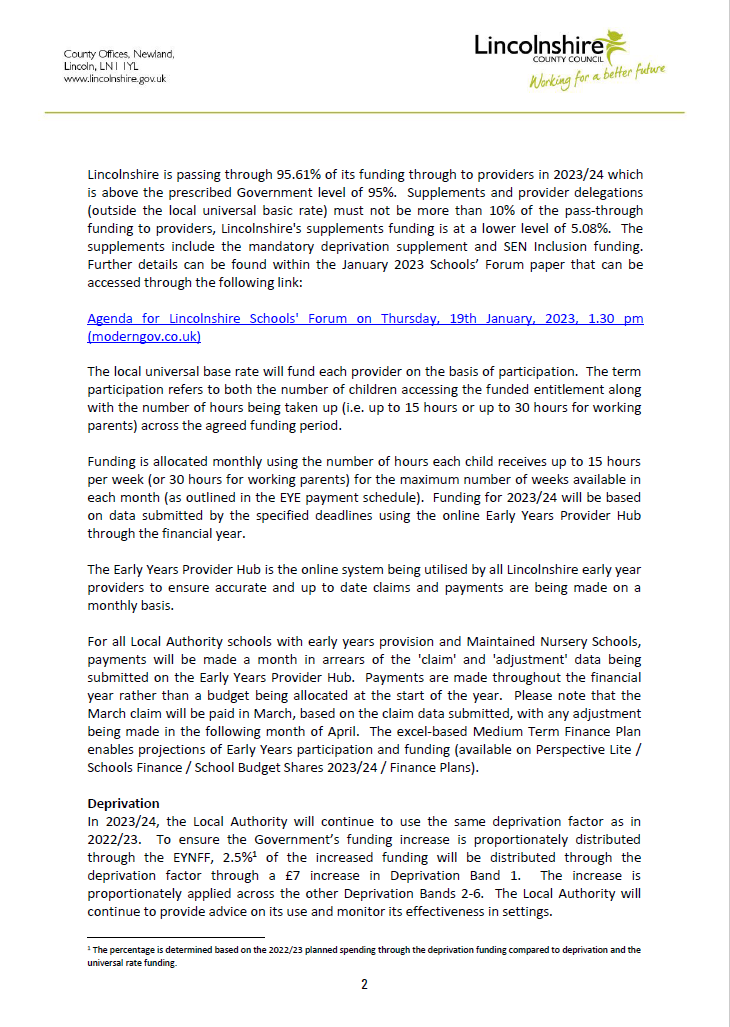 County Offices, Newland,
Lincoln, LN1 1YL
www.lincolnshire.gov.uk
Lincolnshire
COUNTY COUNCIL
Working for a better future
Lincolnshire is passing through 95.61% of its funding through to providers in 2023/24 which
is above the prescribed Government level of 95%.  Supplements and provider delegations
(outside the local universal basic rate) must not be more than 10% of the pass-through
funding to providers, Lincolnshire's supplements funding is at a lower level of 5.08%.  The
supplements include the mandatory deprivation supplement and SEN Inclusion funding.
Further details can be found within the January 2023 Schools’ Forum paper that can be
accessed through the following link:
Agenda for Lincolnshire Schools' Forum on Thursday, 19th January, 2023, 1.30 pm
(moderngov.co.uk)
The local universal base rate will fund each provider on the basis of participation.  The term
participation refers to both the number of children accessing the funded entitlement along
with the number of hours being taken up (i.e. up to 15 hours or up to 30 hours for working
parents) across the agreed funding period.
Funding is allocated monthly using the number of hours each child receives up to 15 hours
per week (or 30 hours for working parents) for the maximum number of weeks available in
each month (as outlined in the EYE payment schedule).  Funding for 2023/24 will be based
on data submitted by the specified deadlines using the online Early Years Provider Hub
through the financial year.
The Early Years Provider Hub is the online system being utilised by all Lincolnshire early year
providers to ensure accurate and up to date claims and payments are being made on a
monthly basis.
For all Local Authority schools with early years provision and Maintained Nursery Schools,
payments will be made a month in arrears of the 'claim' and 'adjustment' data being
submitted on the Early Years Provider Hub.  Payments are made throughout the financial
year rather than a budget being allocated at the start of the year.  Please note that the
March claim will be paid in March, based on the claim data submitted, with any adjustment
being made in the following month of April.  The excel-based Medium Term Finance Plan
enables projections of Early Years participation and funding (available on Perspective Lite /
Schools Finance / School Budget Shares 2023/24 / Finance Plans).
Deprivation
In 2023/24, the Local Authority will continue to use the same deprivation factor as in
2022/23.  To ensure the Government’s funding increase is proportionately distributed
through the EYNFF, 2.5%¹ of the increased funding will be distributed through the
deprivation factor through a £7 increase in Deprivation Band 1.  The increase is
proportionately applied across the other Deprivation Bands 2-6.  The Local Authority will
continue to provide advice on its use and monitor its effectiveness in settings.
¹ The percentage is determined based on the 2022/23 planned spending through the deprivation funding compared to deprivation and the
universal rate funding.
2